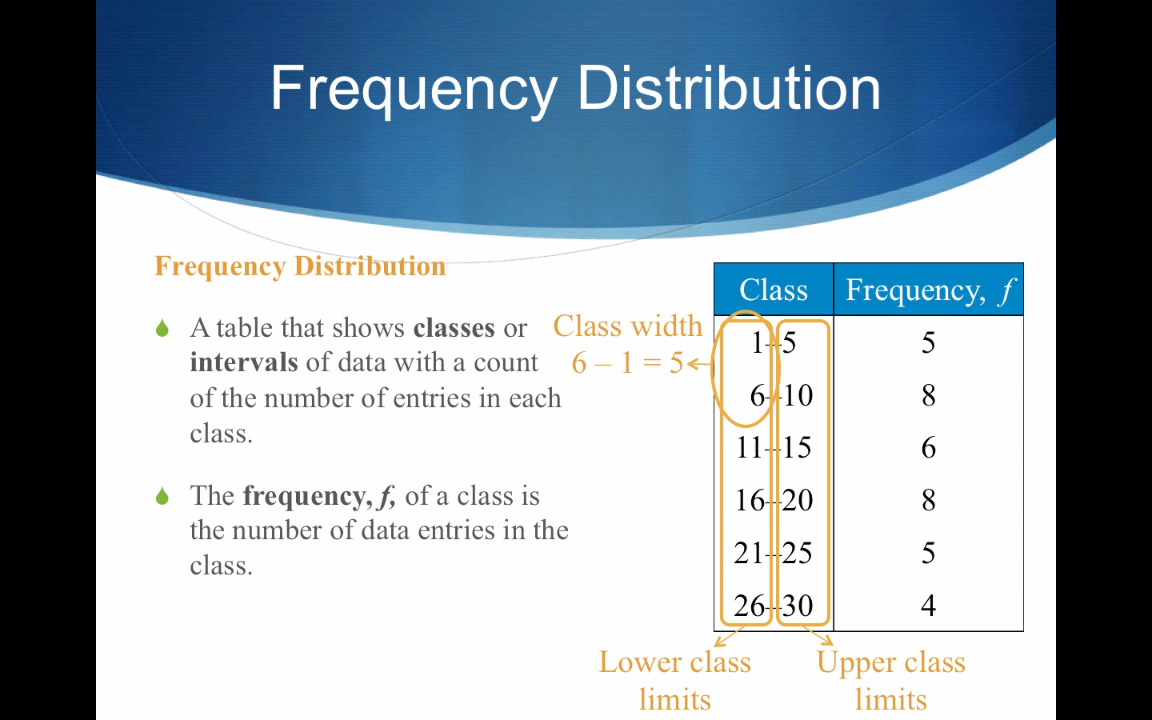 Frequency Distribution
Frequency Distribution
A table that shows classes or
intervals of data with a count
of the number of entries in each
class.
The frequency, f, of a class is
the number of data entries in the
class.
Class width
6 – 1 = 5
Class Frequency, f
1–5 5
6–10 8
11–15 6
16–20 8
21–25 5
26–30 4
Lower class
limits
Upper class
limits